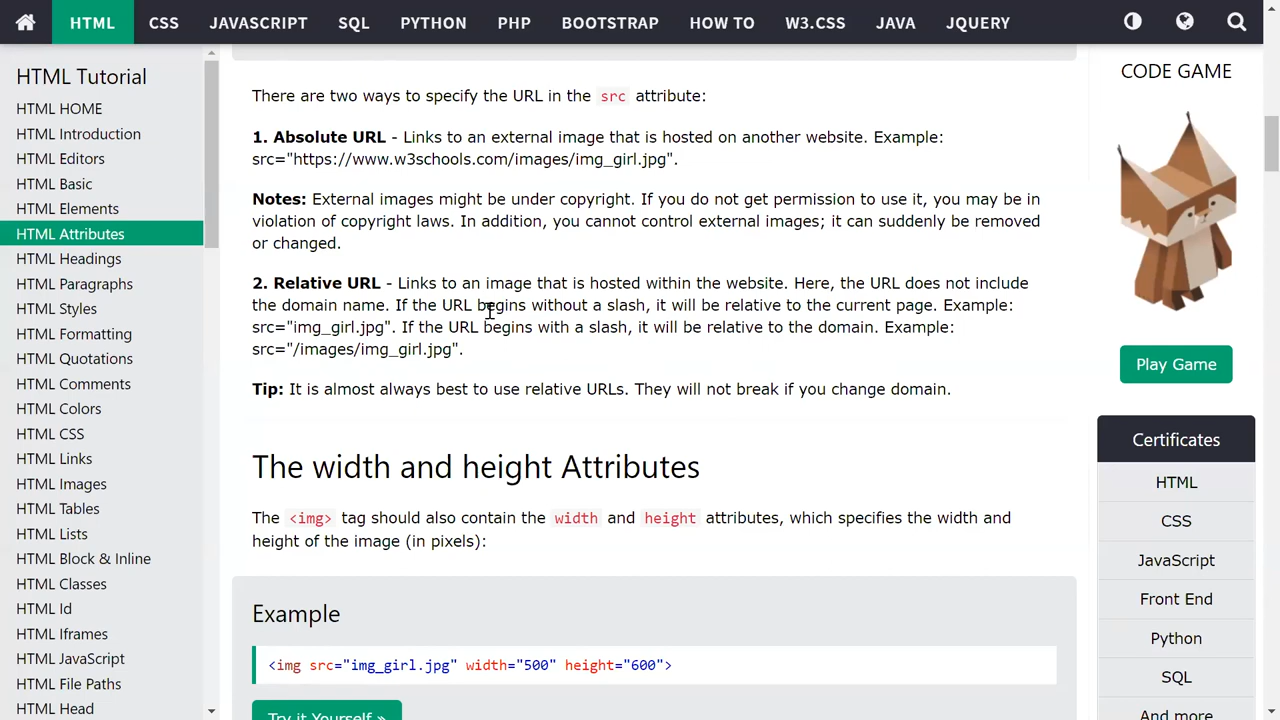 HTML CSS JAVASCRIPT SQL PYTHON PHP BOOTSTRAP HOW TO W3.CSS JAVA JQUERY
HTML Tutorial
HTML HOME
HTML Introduction
HTML Editors
HTML Basic
HTML Elements
HTML Attributes
HTML Headings
HTML Paragraphs
HTML Styles
HTML Formatting
HTML Quotations
HTML Comments
HTML Colors
HTML CSS
HTML Links
HTML Images
HTML Tables
HTML Lists
HTML Block & Inline
HTML Classes
HTML Id
HTML Iframes
HTML JavaScript
HTML File Paths
HTML Head
There are two ways to specify the URL in the src attribute:
1. Absolute URL - Links to an external image that is hosted on another website. Example:
src="https://www.w3schools.com/images/img_girl.jpg".
Notes: External images might be under copyright. If you do not get permission to use it, you may be in
violation of copyright laws. In addition, you cannot control external images; it can suddenly be removed
or changed.
2. Relative URL - Links to an image that is hosted within the website. Here, the URL does not include
the domain name. If the URL begins without a slash, it will be relative to the current page. Example:
src="img_girl.jpg". If the URL begins with a slash, it will be relative to the domain. Example:
src="/images/img_girl.jpg".
Tip: It is almost always best to use relative URLs. They will not break if you change domain.
The width and height Attributes
The <img> tag should also contain the width and height attributes, which specifies the width and
height of the image (in pixels):
Example
<img src="img_girl.jpg" width="500" height="600">
Try it Yourself »
CODE GAME
Play Game
Certificates
HTML
CSS
JavaScript
Front End
Python
SQL
And more